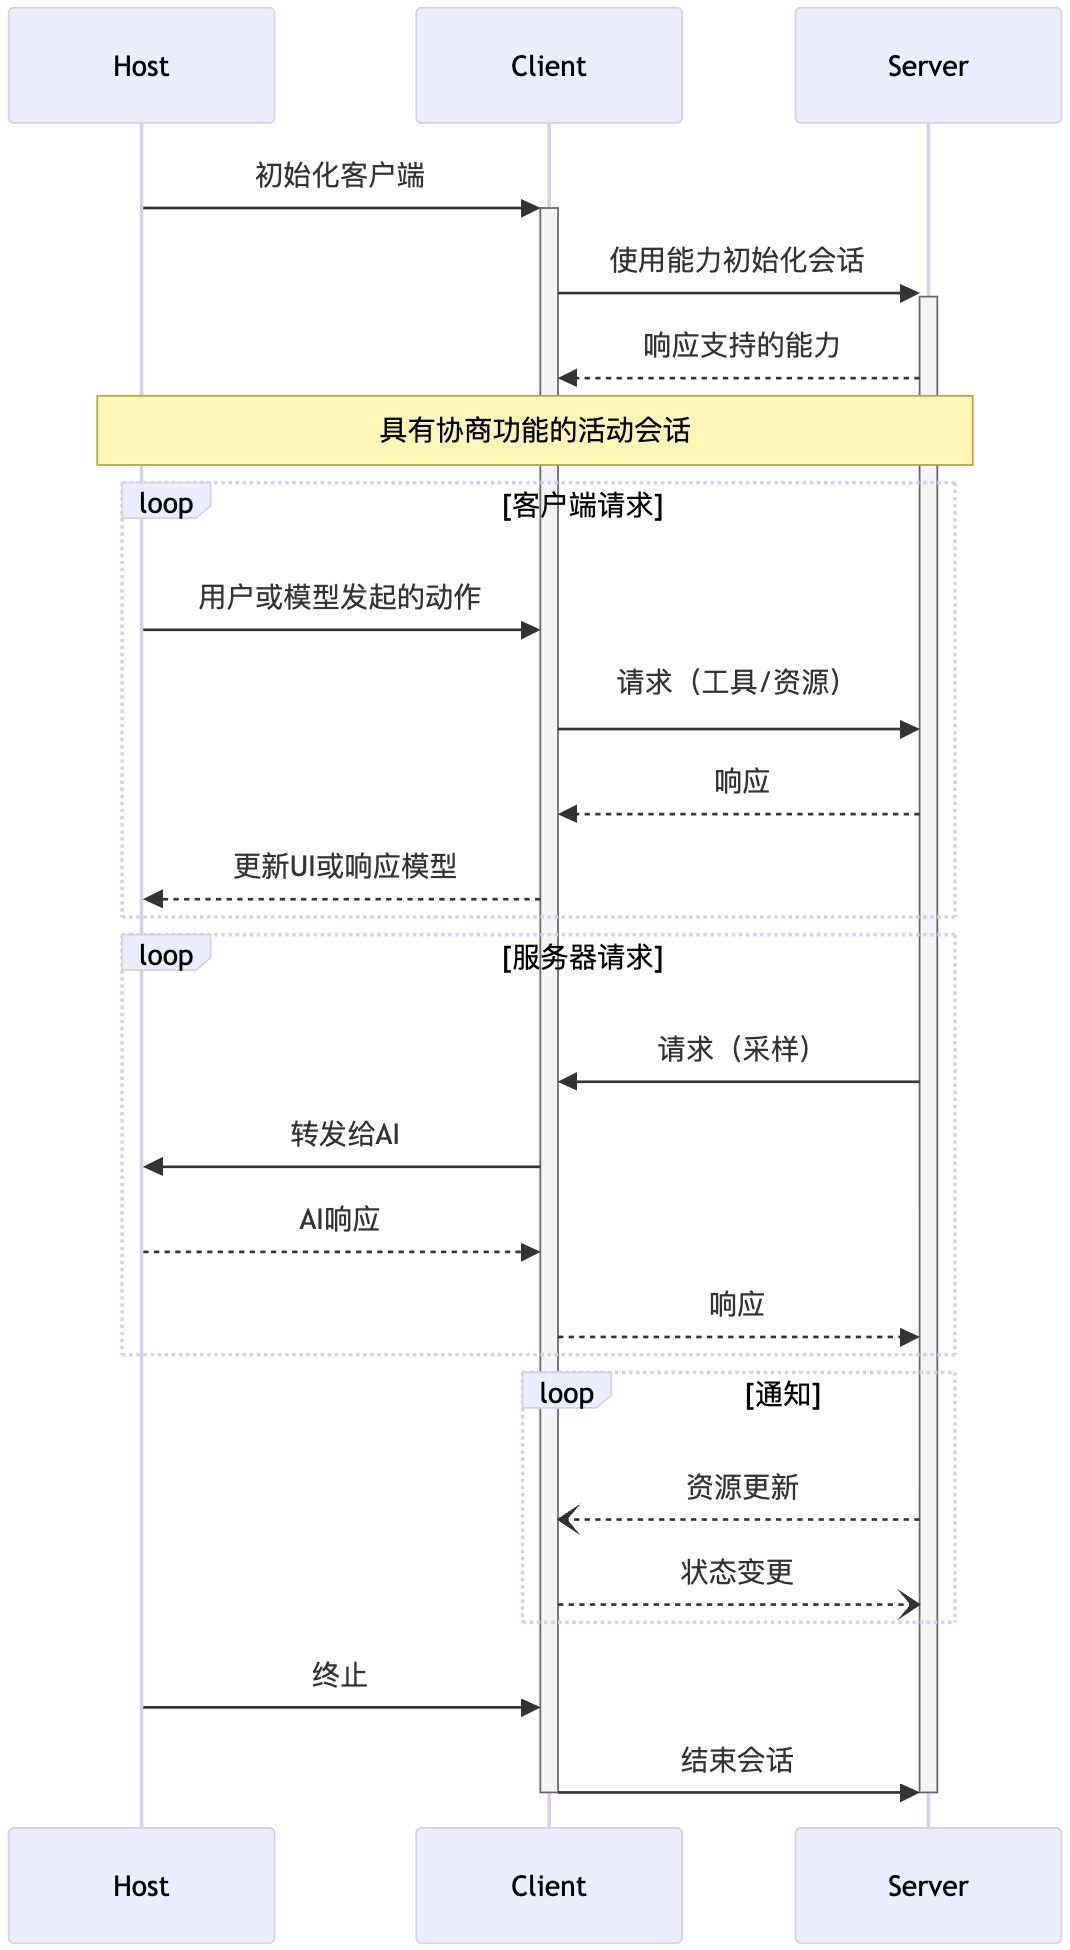 Host
Client
Server
初始化客户端
使用能力初始化会话
响应支持的能力
具有协商功能的活动会话
loop
[客户端请求]
用户或模型发起的动作
请求（工具/资源）
响应
更新UI或响应模型
loop
[服务器请求]
请求（采样）
转发给AI
AI响应
响应
loop
[通知]
资源更新
状态变更
终止
结束会话
Host
Client
Server